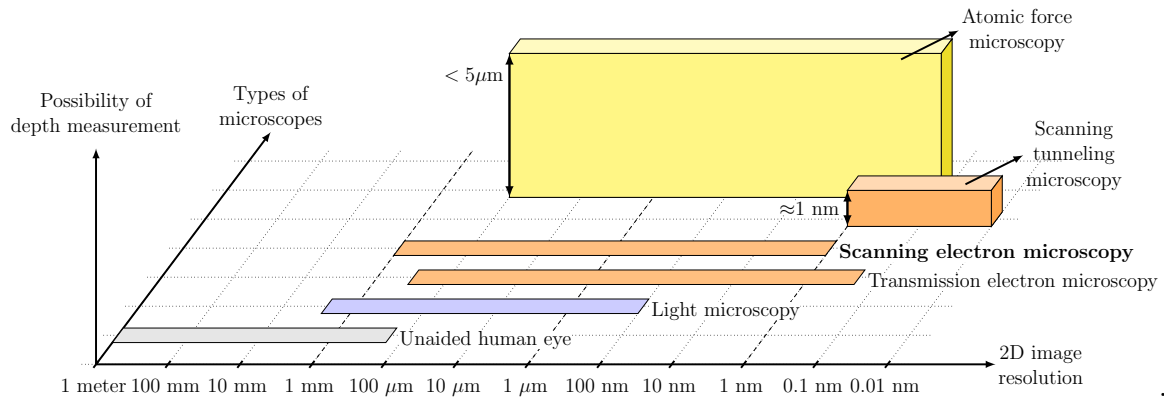 Atomic force
microscopy
< 5μm
Possibility of
depth measurement
Types of
microscopes
Scanning
tunneling
microscopy
≈1 nm
Scanning electron microscopy
Transmission electron microscopy
Light microscopy
Unaided human eye
2D image
resolution
1 meter 100 mm 10 mm 1 mm 100 μm 10 μm 1 μm 100 nm 10 nm 1 nm 0.1 nm 0.01 nm
.